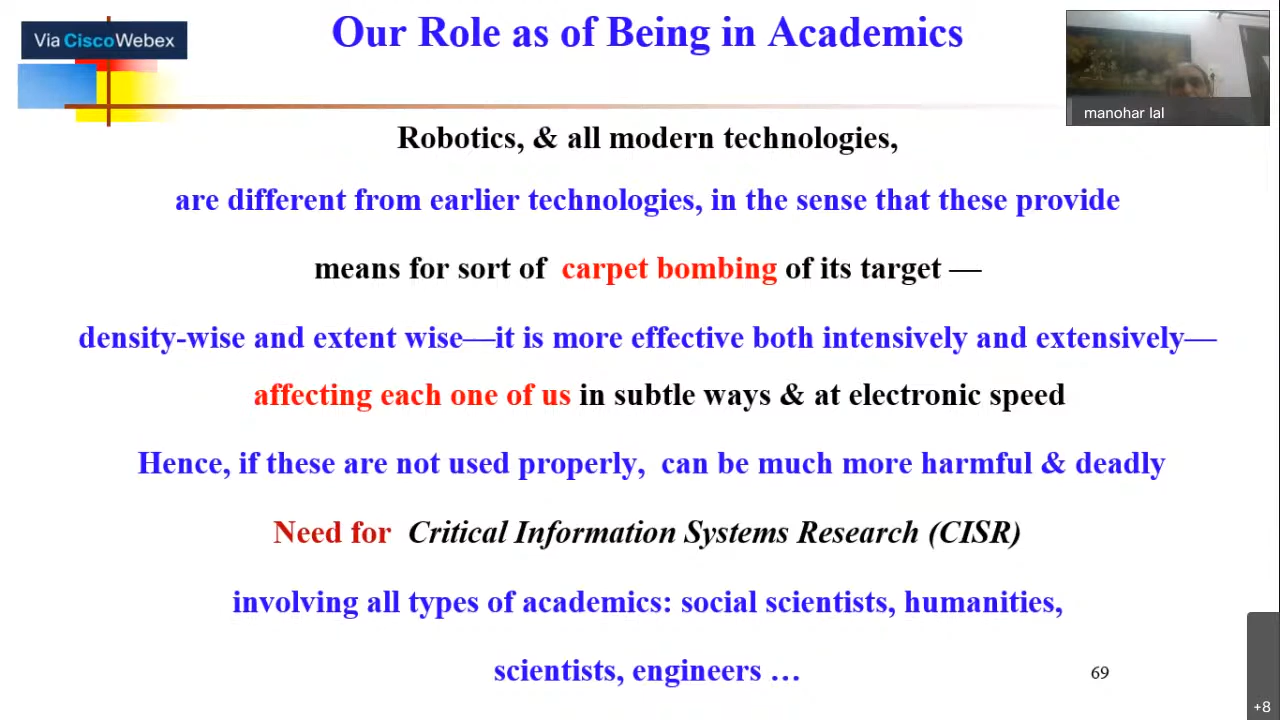 Via CiscoWebex
Our Role as of Being in Academics
manohar lal
Robotics, & all modern technologies,
are different from earlier technologies, in the sense that these provide
means for sort of carpet bombing of its target —
density-wise and extent wise—it is more effective both intensively and extensively—
affecting each one of us in subtle ways & at electronic speed
Hence, if these are not used properly, can be much more harmful & deadly
Need for Critical Information Systems Research (CISR)
involving all types of academics: social scientists, humanities,
scientists, engineers …
69
+8